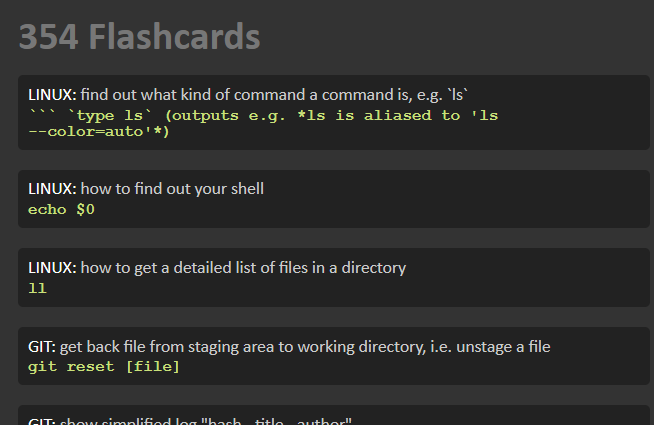 354 Flashcards
LINUX: find out what kind of command a command is, e.g. `ls`
``` `type ls` (outputs e.g. *ls is aliased to 'ls
--color=auto'*)
LINUX: how to find out your shell
echo $0
LINUX: how to get a detailed list of files in a directory
ll
GIT: get back file from staging area to working directory, i.e. unstage a file
git reset [file]
GIT: show simplified log "hash - title - author"